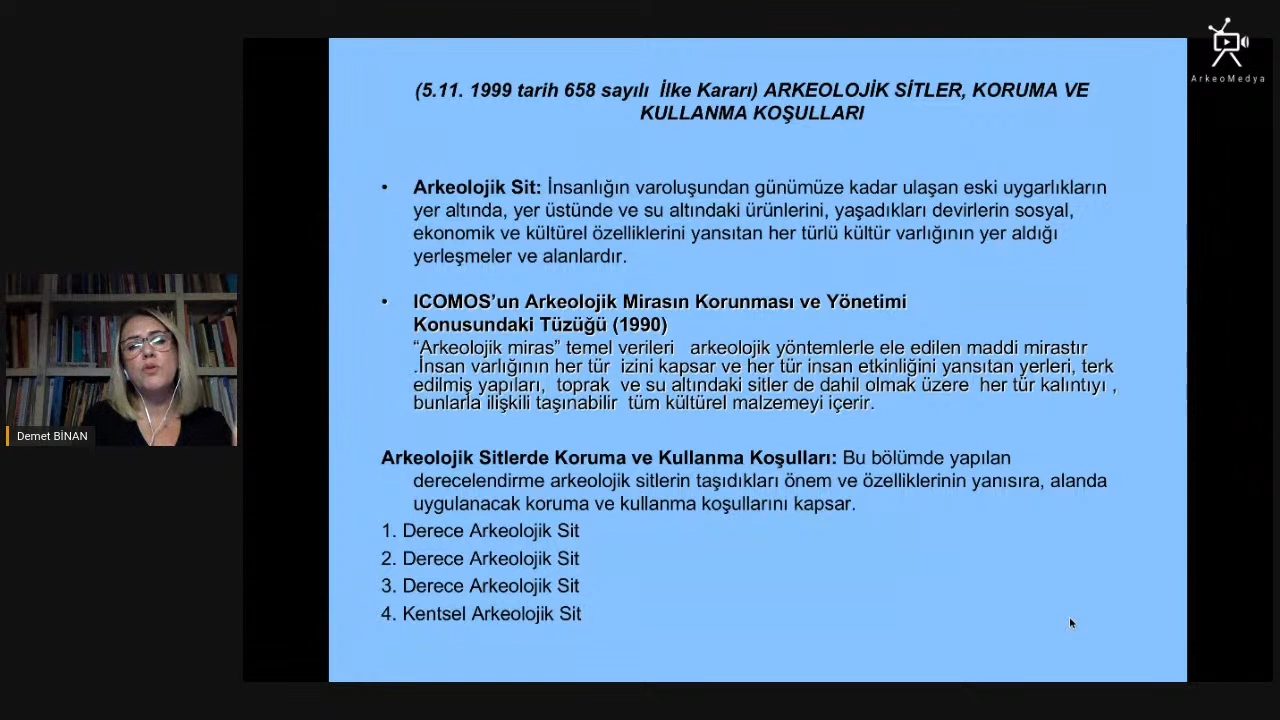 ArkeoMedya
(5.11. 1999 tarih 658 sayılı İlke Kararı) ARKEOLOJİK SİTLER, KORUMA VE
KULLANMA KOŞULLARI
• Arkeolojik Sit: İnsanlığın varoluşundan günümüze kadar ulaşan eski uygarlıkların
yer altında, yer üstünde ve su altındaki ürünlerini, yaşadıkları devirlerin sosyal,
ekonomik ve kültürel özelliklerini yansıtan her türlü kültür varlığının yer aldığı
yerleşmeler ve alanlardır.
• ICOMOS’un Arkeolojik Mirasın Korunması ve Yönetimi
Konusundaki Tüzüğü (1990)
“Arkeolojik miras” temel verileri arkeolojik yöntemlerle ele edilen maddi mirastır
.İnsan varlığının her tür izini kapsar ve her tür insan etkinliğini yansıtan yerleri, terk
edilmiş yapıları, toprak ve su altındaki sitler de dahil olmak üzere her tür kalıntıyı ,
bunlarla ilişkili taşınabilir tüm kültürel malzemeyi içerir.
Arkeolojik Sitlerde Koruma ve Kullanma Koşulları: Bu bölümde yapılan
derecelendirme arkeolojik sitlerin taşıdıkları önem ve özelliklerinin yanısıra, alanda
uygulanacak koruma ve kullanma koşullarını kapsar.
1. Derece Arkeolojik Sit
2. Derece Arkeolojik Sit
3. Derece Arkeolojik Sit
4. Kentsel Arkeolojik Sit
Demet BİNAN